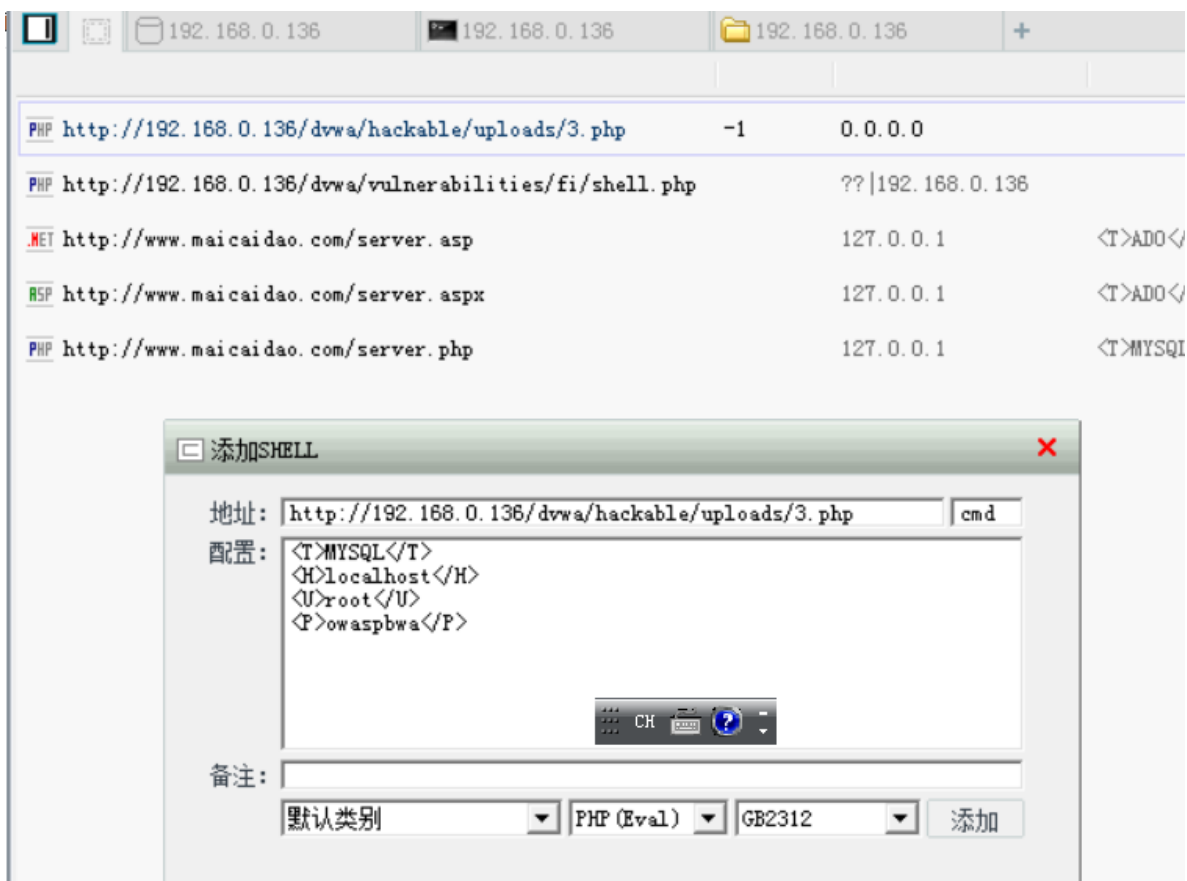 192.168.0.136 192.168.0.136 192.168.0.136 +
PHP http://192.168.0.136/dvwa/hackable/uploads/3.php -1 0.0.0.0
PHP http://192.168.0.136/dvwa/vulnerabilities/fi/shell.php ??|192.168.0.136
.NET http://www.maicaidao.com/server.asp 127.0.0.1 <T>ADO</
ASP http://www.maicaidao.com/server.aspx 127.0.0.1 <T>ADO</
PHP http://www.maicaidao.com/server.php 127.0.0.1 <T>MYSQL
添加SHELL
地址: http://192.168.0.136/dvwa/hackable/uploads/3.php cmd
配置: <T>MYSQL</T>
<H>localhost</H>
<U>root</U>
<P>owaspbwa</P>
CH
备注:
默认类别 PHP(Eval) GB2312 添加